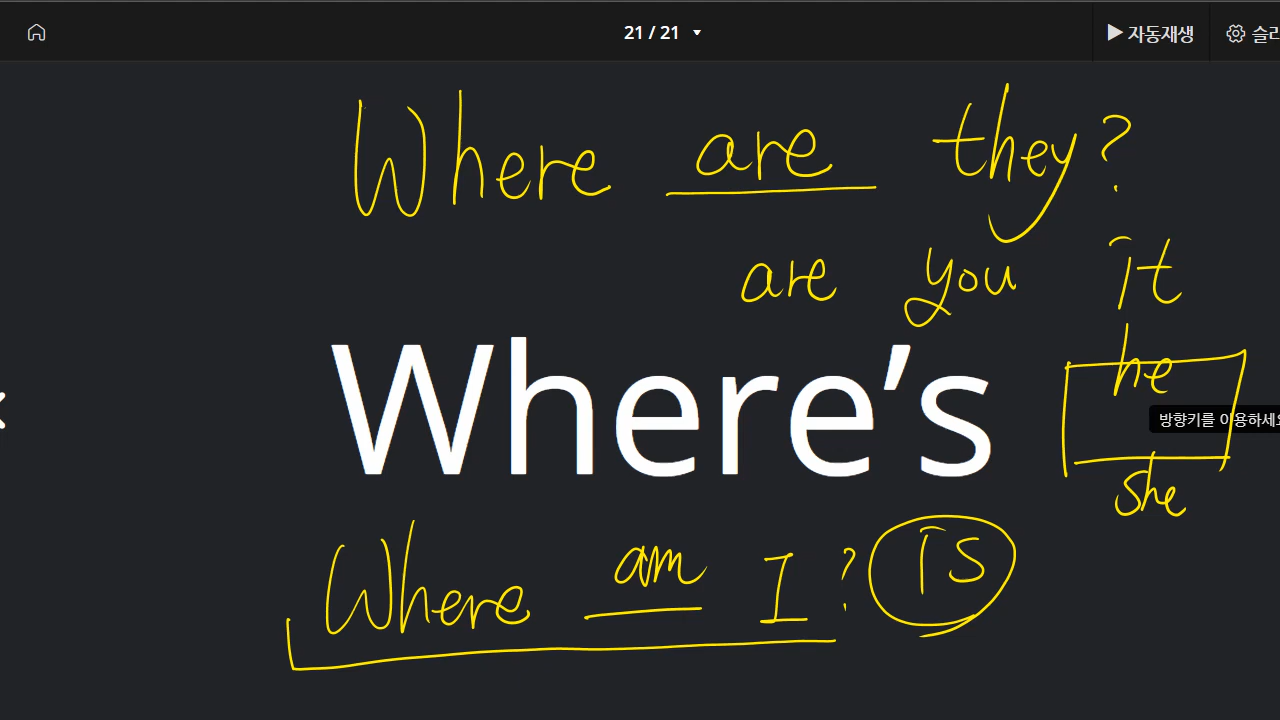 21 / 21
자동재생
Where are they?
are you it
he
Where's
방향키를 이용하세요
she
Where am I? is